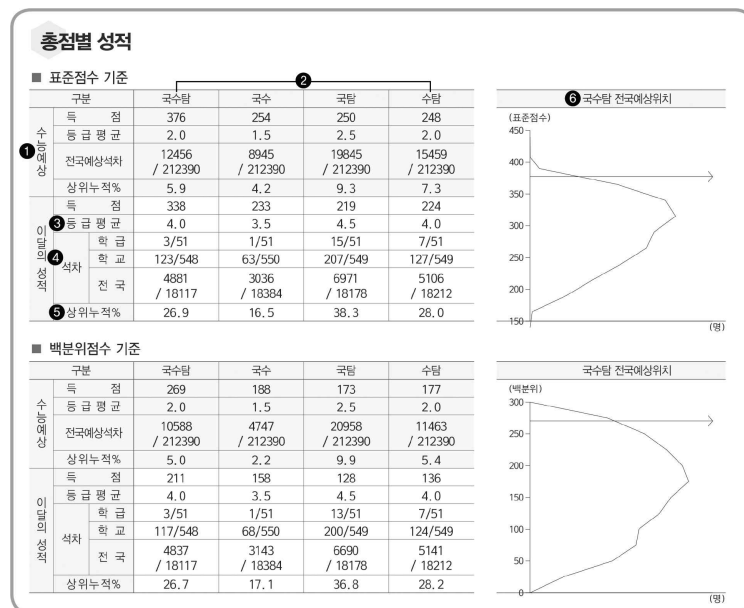 총점별 성적
■ 표준점수 기준
2
구분 국수탐 국수 국탐 수탐
1 수능예상
득 점 376 254 250 248
등급평균 2.0 1.5 2.5 2.0
전국예상석차 12456 / 212390 8945 / 212390 19845 / 212390 15459 / 212390
상위누적% 5.9 4.2 9.3 7.3
이달의 성적
득 점 338 233 219 224
3 등급평균 4.0 3.5 4.5 4.0
4 석차
학급 3/51 1/51 15/51 7/51
학교 123/548 63/550 207/549 127/549
전국 4881 / 18117 3036 / 18384 6971 / 18178 5106 / 18212
5 상위누적% 26.9 16.5 38.3 28.0
6 국수탐 전국예상위치
(표준점수)
450
400
350
300
250
200
150
(명)
■ 백분위점수 기준
구분 국수탐 국수 국탐 수탐
수능예상
득 점 269 188 173 177
등급평균 2.0 1.5 2.5 2.0
전국예상석차 10588 / 212390 4747 / 212390 20958 / 212390 11463 / 212390
상위누적% 5.0 2.2 9.9 5.4
이달의 성적
득 점 211 158 128 136
등급평균 4.0 3.5 4.5 4.0
석차
학급 3/51 1/51 13/51 7/51
학교 117/548 68/550 200/549 124/549
전국 4837 / 18117 3143 / 18384 6690 / 18178 5141 / 18212
상위누적% 26.7 17.1 36.8 28.2
국수탐 전국예상위치
(백분위)
300
250
200
150
100
50
0
(명)